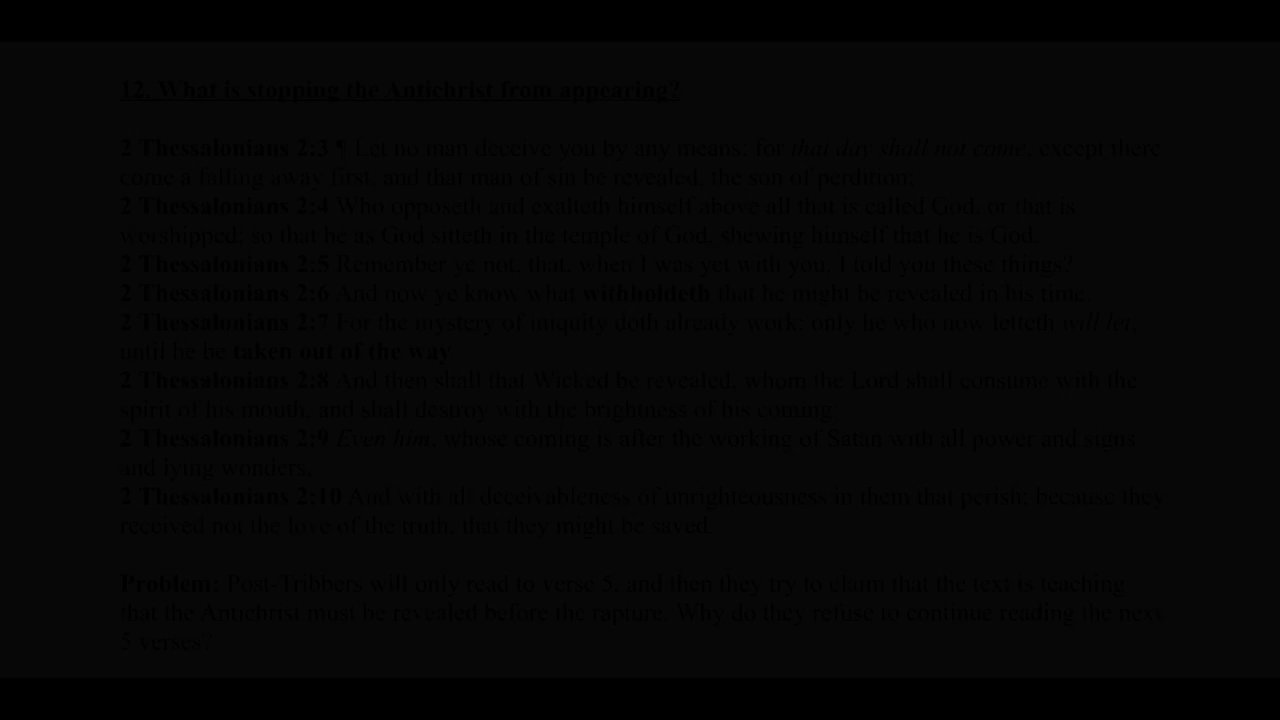 12. What is stopping the Antichrist from appearing?
2 Thessalonians 2:3 ¶ Let no man deceive you by any means: for that day shall not come, except there
come a falling away first, and that man of sin be revealed, the son of perdition;
2 Thessalonians 2:4 Who opposeth and exalteth himself above all that is called God, or that is
worshipped; so that he as God sitteth in the temple of God, shewing himself that he is God.
2 Thessalonians 2:5 Remember ye not, that, when I was yet with you, I told you these things?
2 Thessalonians 2:6 And now ye know what withholdeth that he might be revealed in his time.
2 Thessalonians 2:7 For the mystery of iniquity doth already work: only he who now letteth will let,
until he be taken out of the way.
2 Thessalonians 2:8 And then shall that Wicked be revealed, whom the Lord shall consume with the
spirit of his mouth, and shall destroy with the brightness of his coming
2 Thessalonians 2:9 Even him, whose coming is after the working of Satan with all power and signs
and lying wonders,
2 Thessalonians 2:10 And with all deceivableness of unrighteousness in them that perish; because they
received not the love of the truth, that they might be saved.
Problem: Post-Tribbers will only read to verse 5, and then they try to claim that the text is teaching
that the Antichrist must be revealed before the rapture. Why do they refuse to continue reading the next
5 verses?